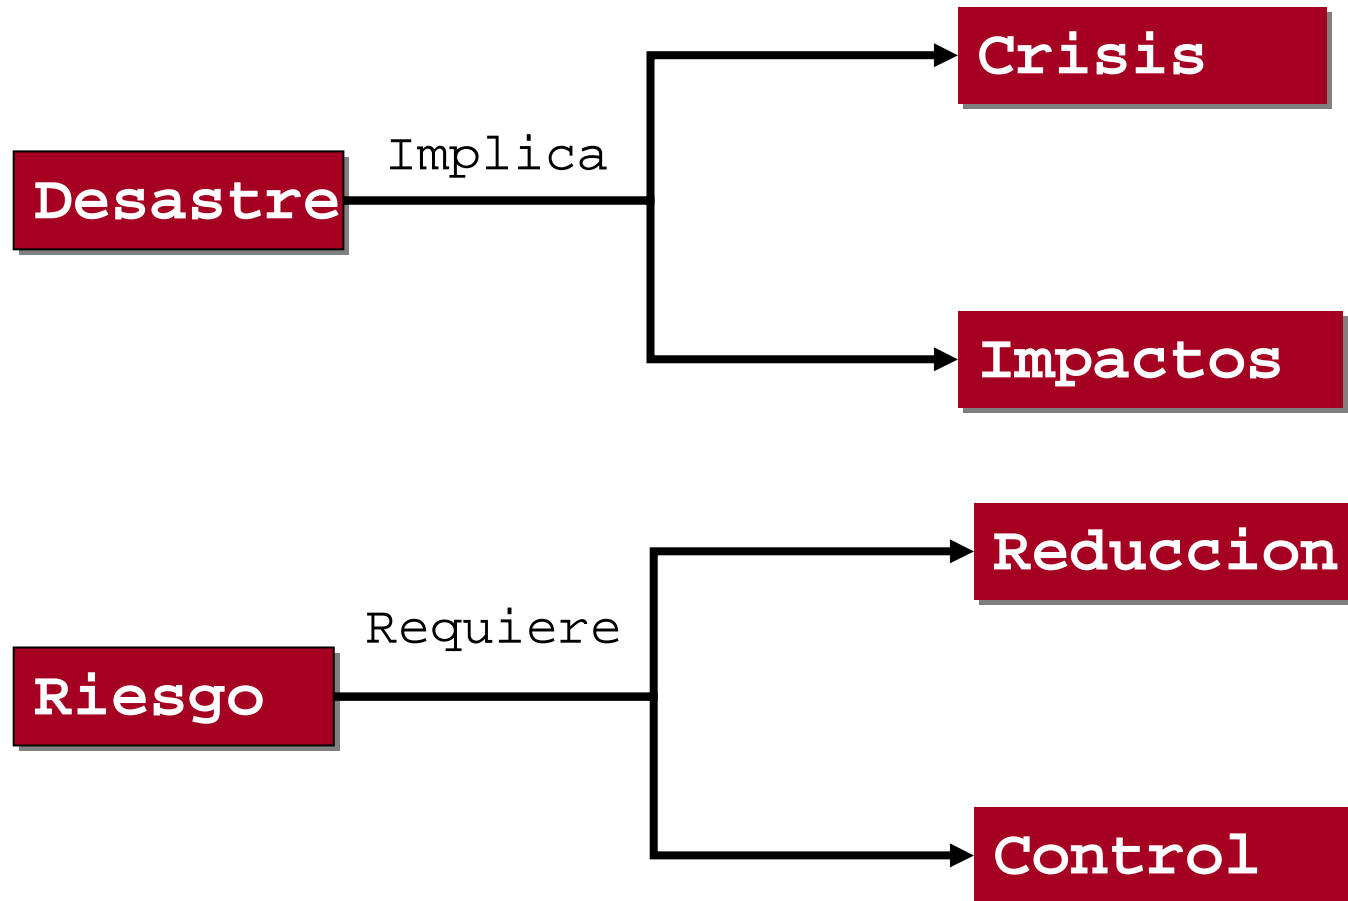 Crisis
Implica
Desastre
Impactos
Reduccion
Requiere
Riesgo
Control